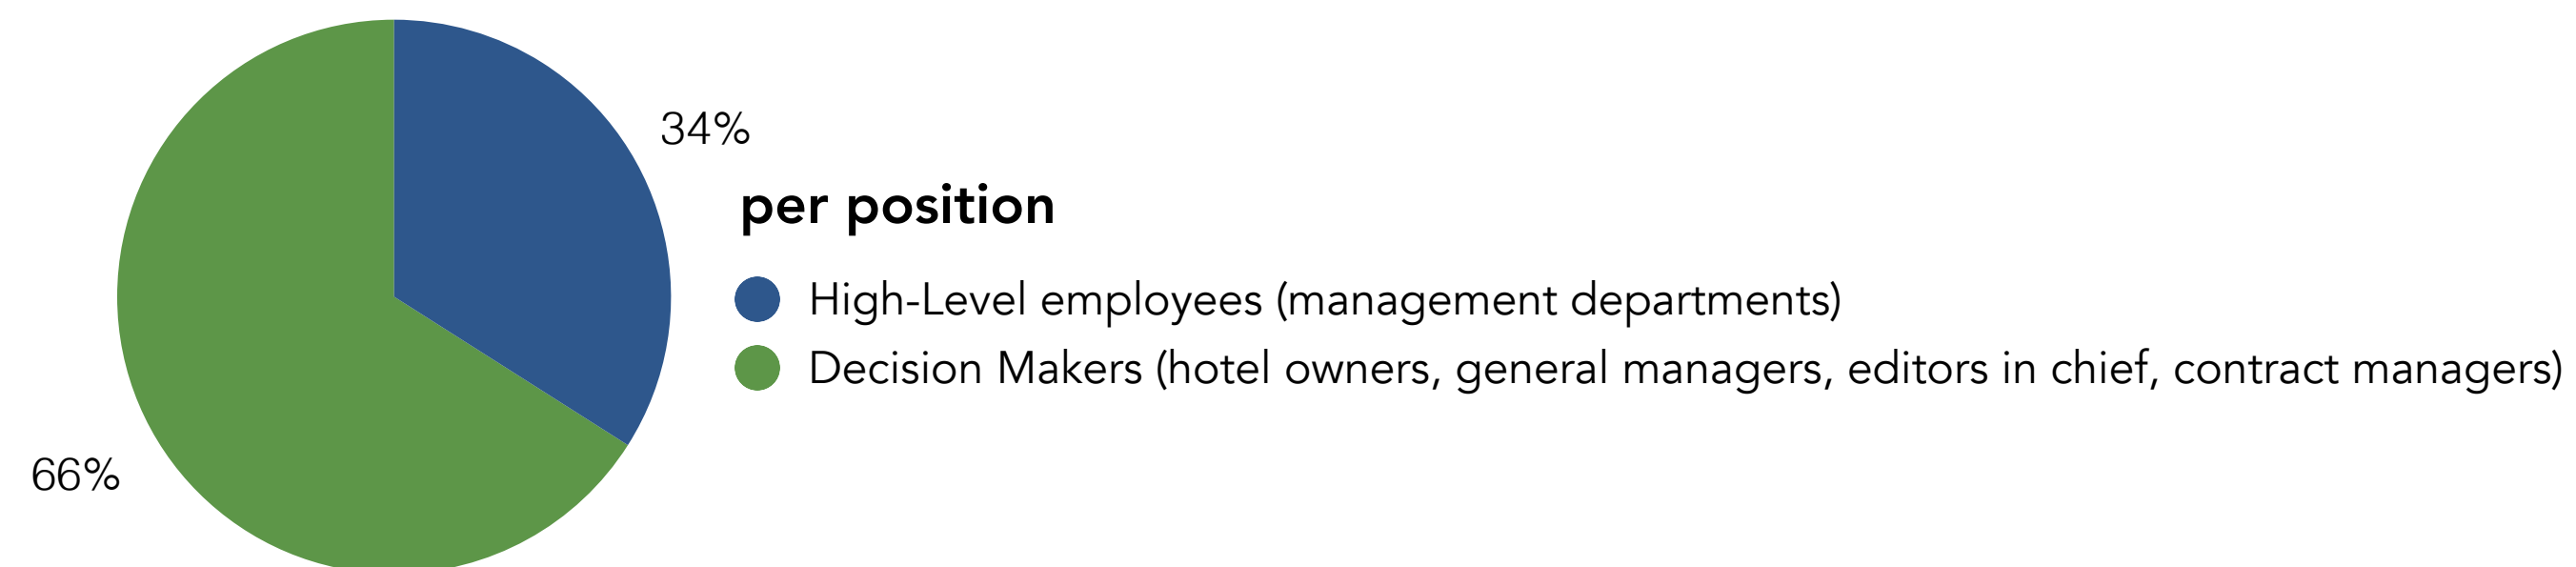 34%
per position
High-Level employees (management departments)
Decision Makers (hotel owners, general managers, editors in chief, contract managers)
66%